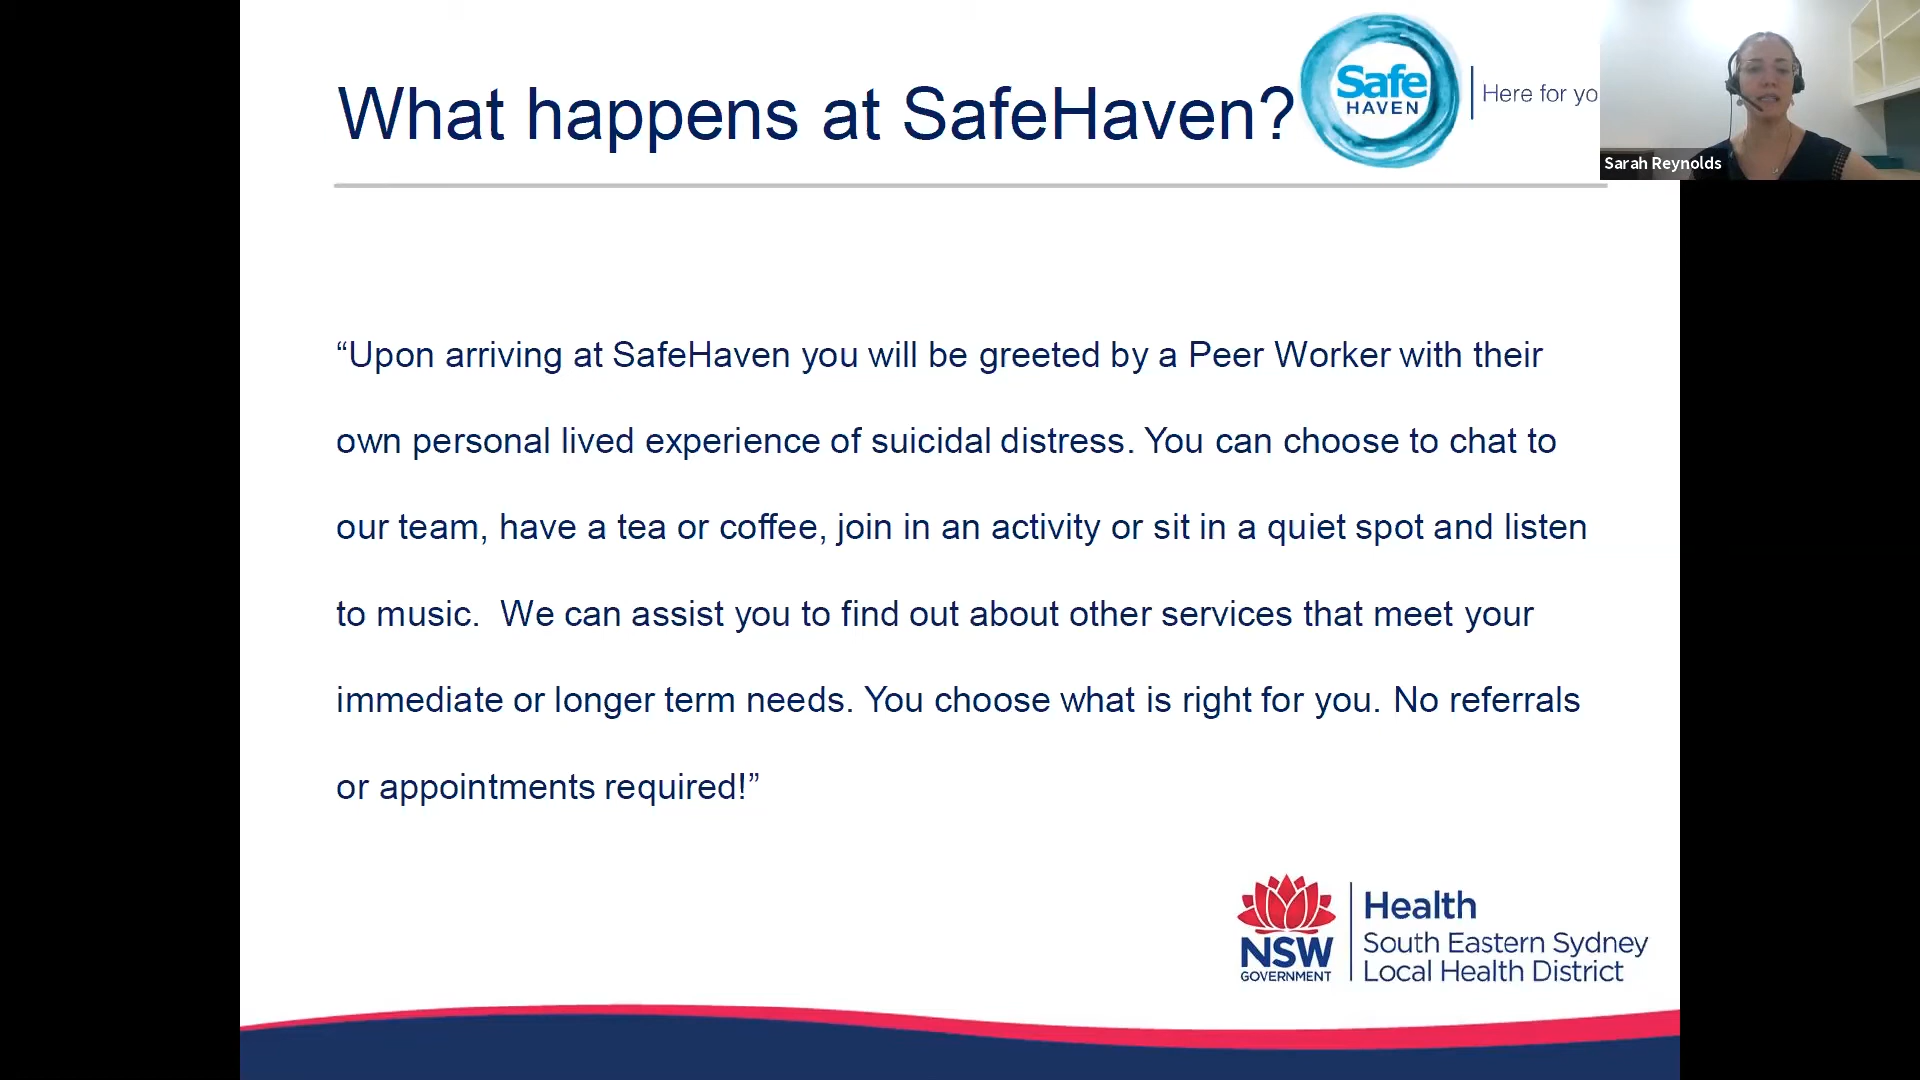 What happens at SafeHaven?
Safe
HAVEN
Here for yo
Sarah Reynolds
“Upon arriving at SafeHaven you will be greeted by a Peer Worker with their
own personal lived experience of suicidal distress. You can choose to chat to
our team, have a tea or coffee, join in an activity or sit in a quiet spot and listen
to music.  We can assist you to find out about other services that meet your
immediate or longer term needs. You choose what is right for you. No referrals
or appointments required!”
NSW
GOVERNMENT
Health
South Eastern Sydney
Local Health District